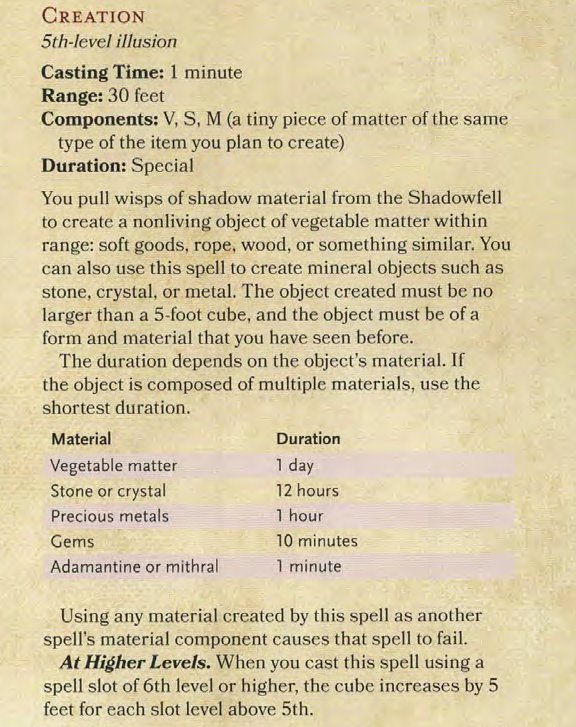 CREATION
5th-level illusion
Casting Time: 1 minute
Range: 30 feet
Components: V, S, M (a tiny piece of matter of the same
type of the item you plan to create)
Duration: Special
You pull wisps of shadow material from the Shadowfell
to create a nonliving object of vegetable matter within
range: soft goods, rope, wood, or something similar. You
can also use this spell to create mineral objects such as
stone, crystal, or metal. The object created must be no
larger than a 5-foot cube, and the object must be of a
form and material that you have seen before.
The duration depends on the object's material. If
the object is composed of multiple materials, use the
shortest duration.
Material Duration
Vegetable matter 1 day
Stone or crystal 12 hours
Precious metals 1 hour
Gems 10 minutes
Adamantine or mithral 1 minute
Using any material created by this spell as another
spell's material component causes that spell to fail.
At Higher Levels. When you cast this spell using a
spell slot of 6th level or higher, the cube increases by 5
feet for each slot level above 5th.